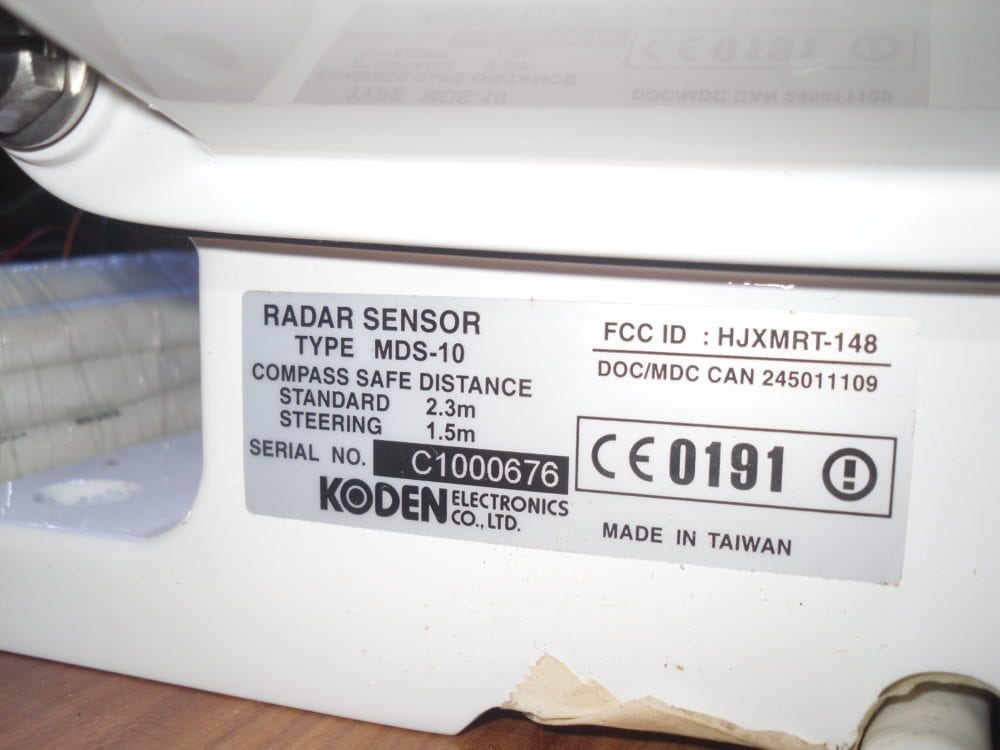 RADAR SENSOR
TYPE MDS-10
COMPASS SAFE DISTANCE
STANDARD 2.3m
STEERING 1.5m
SERIAL NO. C1000676
KODEN ELECTRONICS CO., LTD.
FCC ID : HJXMRT-148
DOC/MDC CAN 245011109
CE 0191
MADE IN TAIWAN